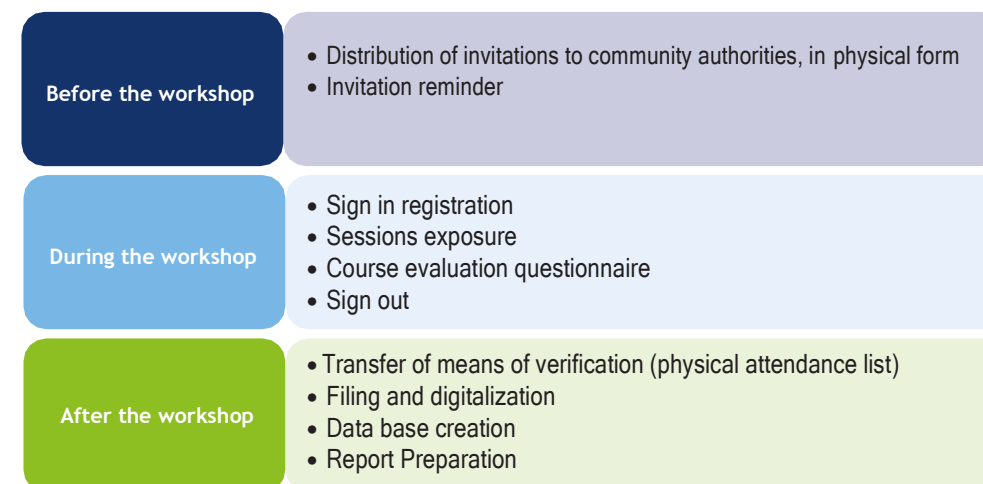 Before the workshop
• Distribution of invitations to community authorities, in physical form
• Invitation reminder
During the workshop
• Sign in registration
• Sessions exposure
• Course evaluation questionnaire
• Sign out
After the workshop
• Transfer of means of verification (physical attendance list)
• Filing and digitalization
• Data base creation
• Report Preparation